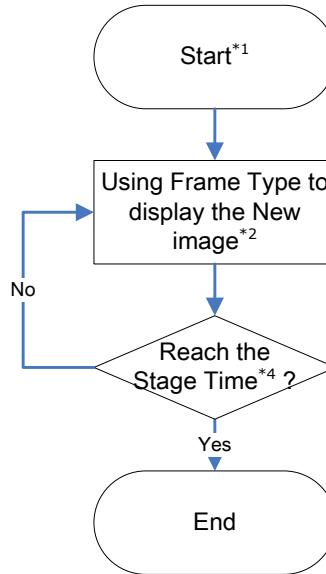 Start*1
Using Frame Type to
display the New
image*2
No
Reach the
Stage Time*4 ?
Yes
End